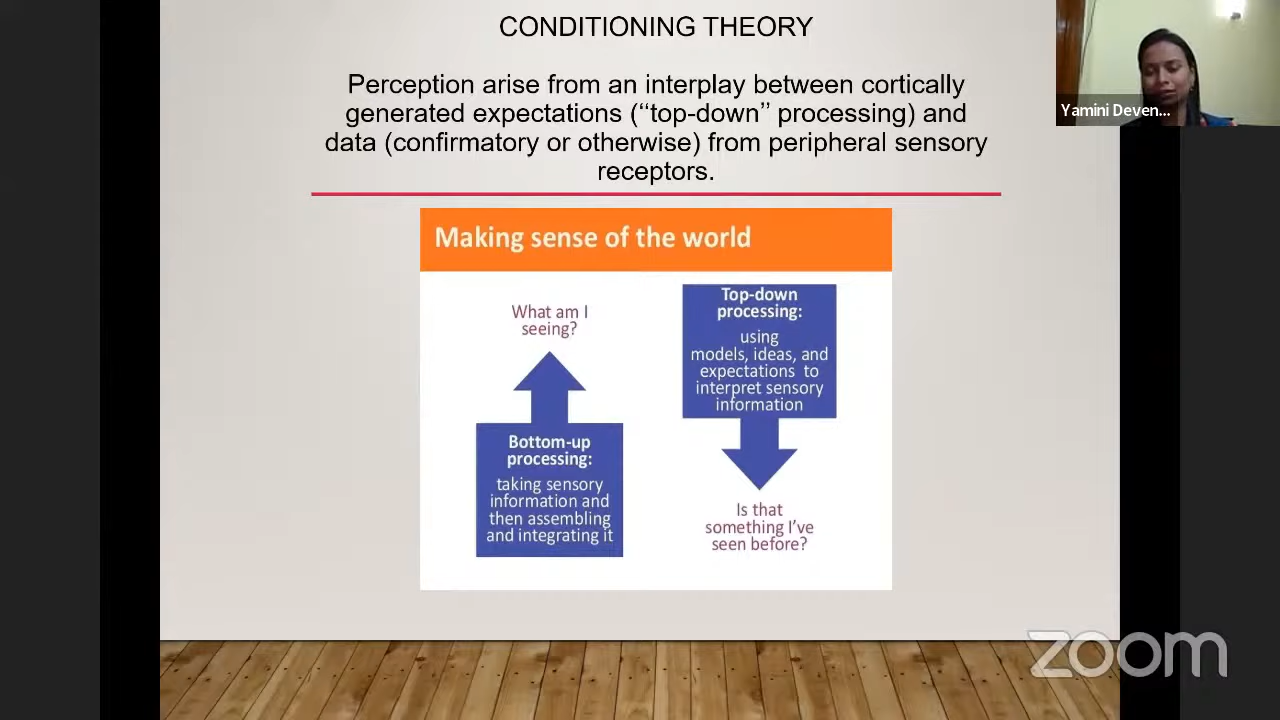 CONDITIONING THEORY
Perception arise from an interplay between cortically
generated expectations (‘‘top-down’’ processing) and
data (confirmatory or otherwise) from peripheral sensory
receptors.
Yamini Deven...
Making sense of the world
What am I
seeing?
Bottom-up
processing:
taking sensory
information and
then assembling
and integrating it
Top-down
processing:
using
models, ideas, and
expectations to
interpret sensory
information
Is that
something I’ve
seen before?
zoom